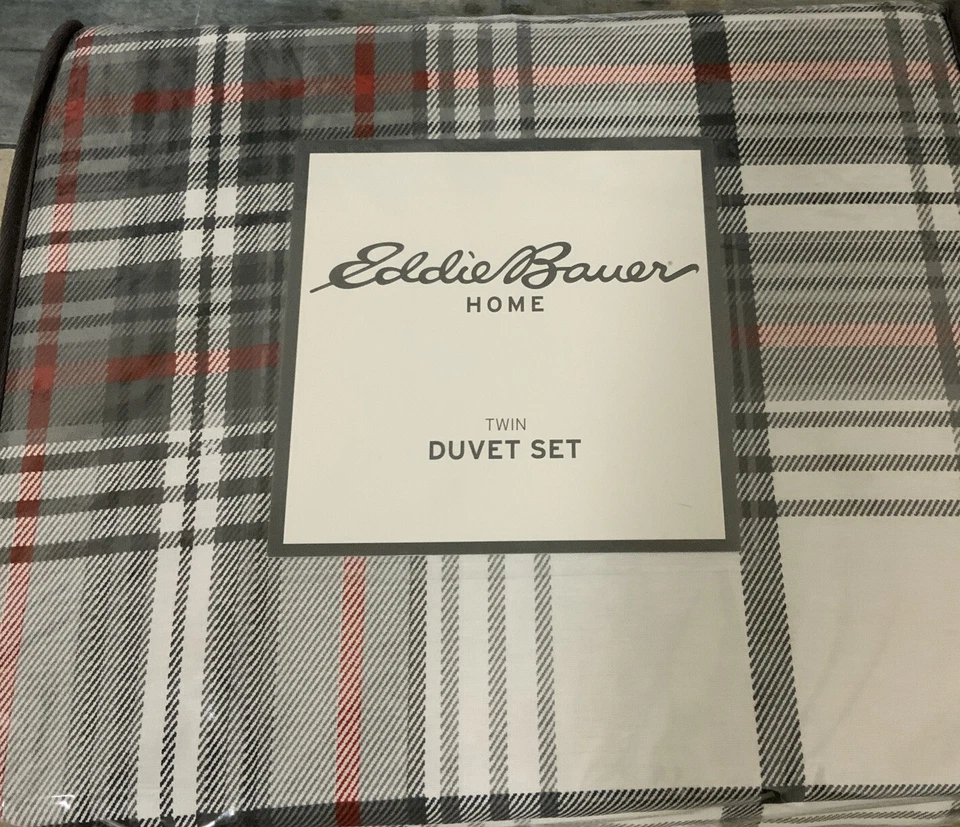 Eddie Bauer®
HOME
TWIN
DUVET SET